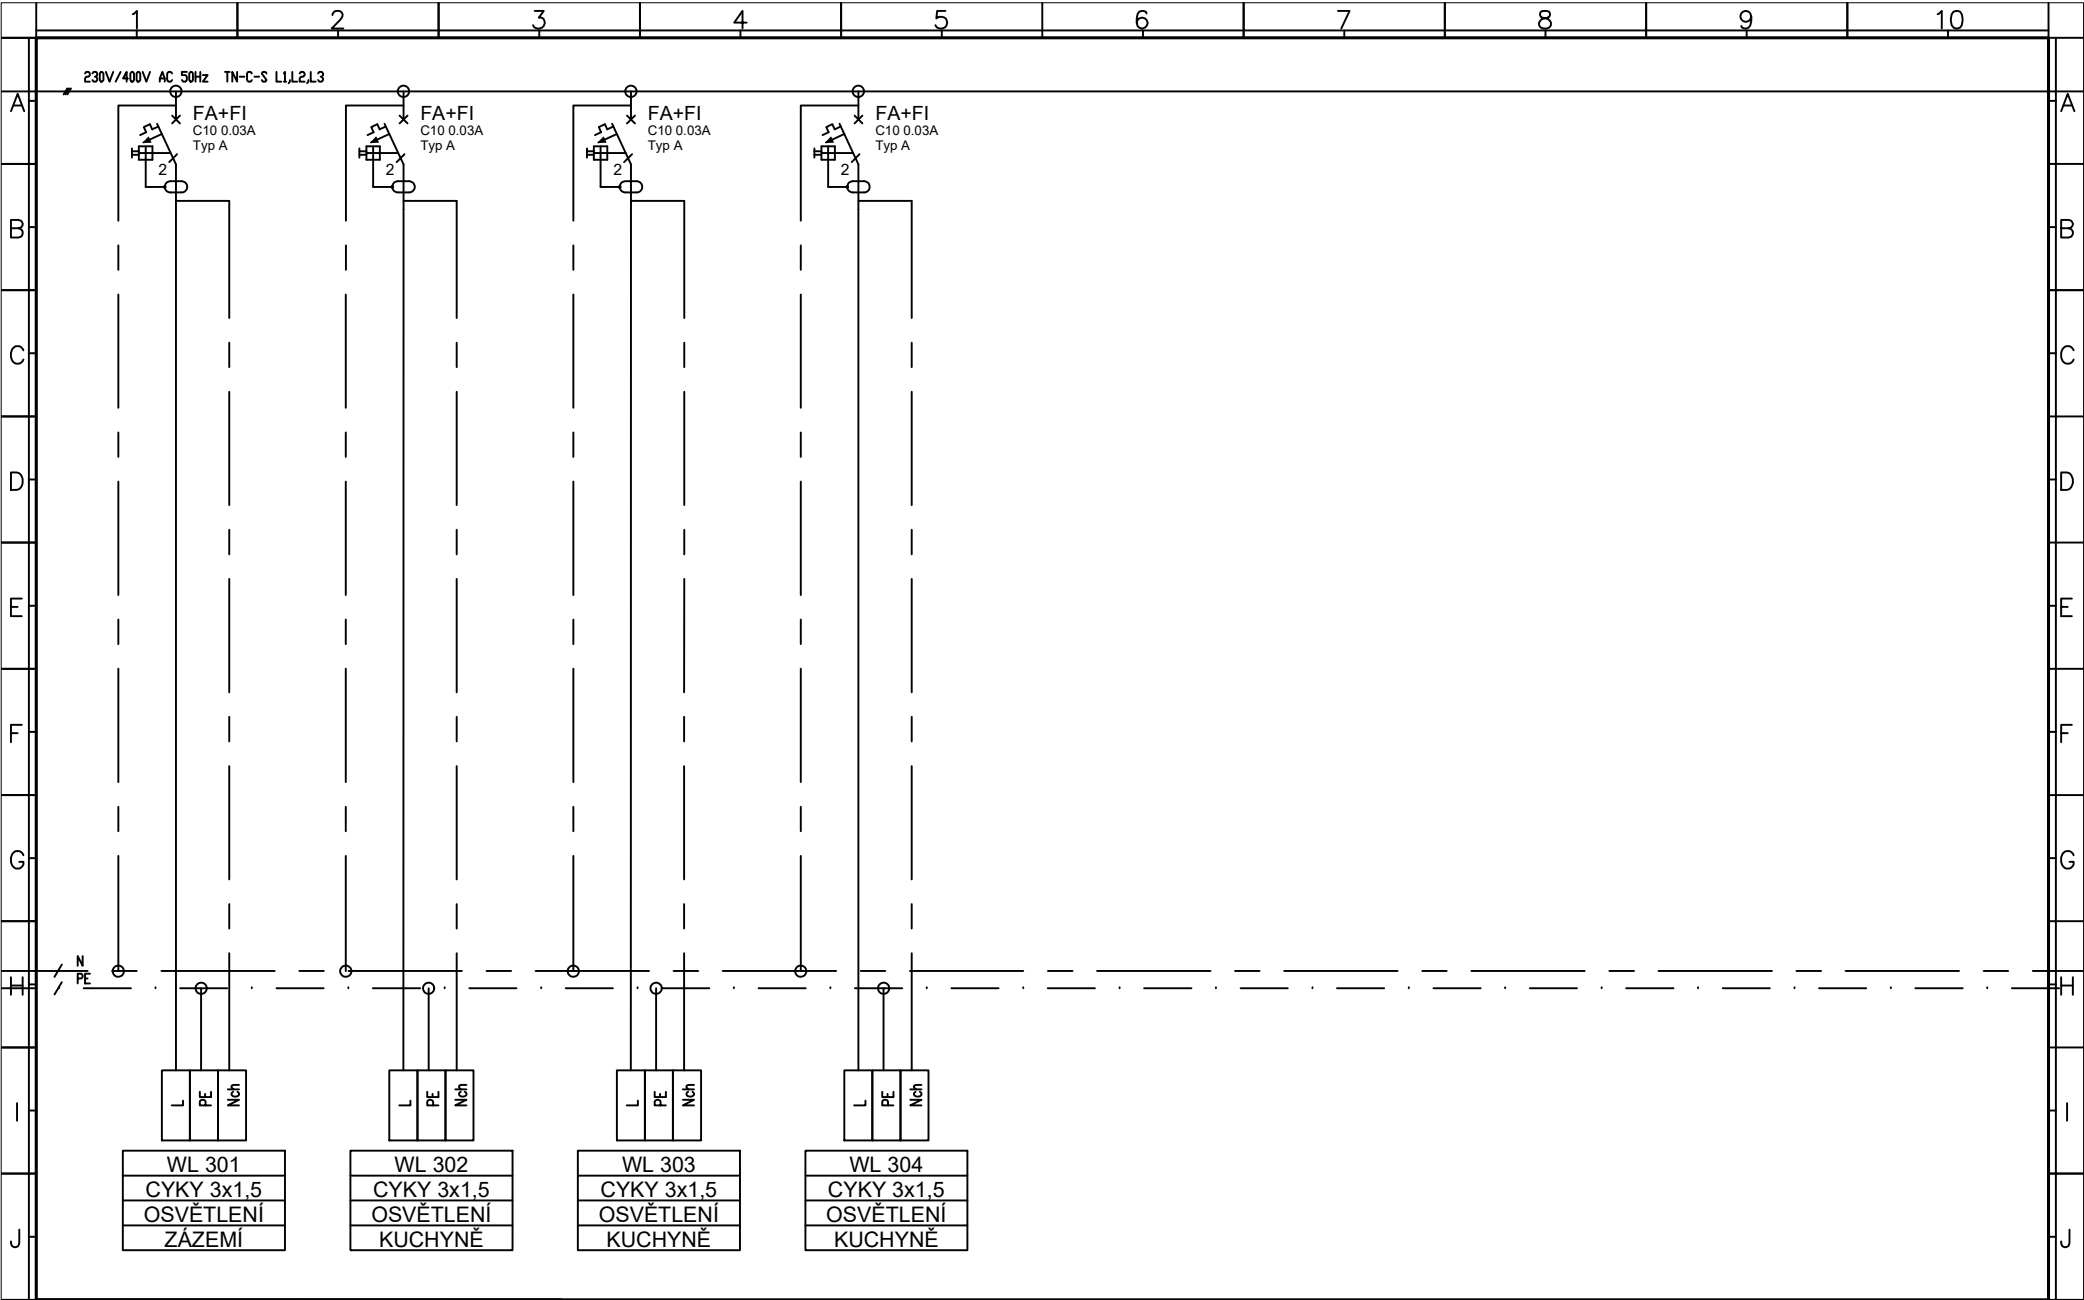 1 2 3 4 5 6 7 8 9 10
230V/400V AC 50Hz TN-C-S L1,L2,L3
A A
FA+FI FA+FI FA+FI FA+FI
C10 0.03A C10 0.03A C10 0.03A C10 0.03A
Typ A Typ A Typ A Typ A
2 2 2 2
B B
C C
D D
E E
F F
G G
N
PE
H H
L PE Nch L PE Nch L PE Nch L PE Nch
I I
WL 301 WL 302 WL 303 WL 304
CYKY 3x1,5 CYKY 3x1,5 CYKY 3x1,5 CYKY 3x1,5
OSVĚTLENÍ OSVĚTLENÍ OSVĚTLENÍ OSVĚTLENÍ
ZÁZEMÍ KUCHYNĚ KUCHYNĚ KUCHYNĚ
J J